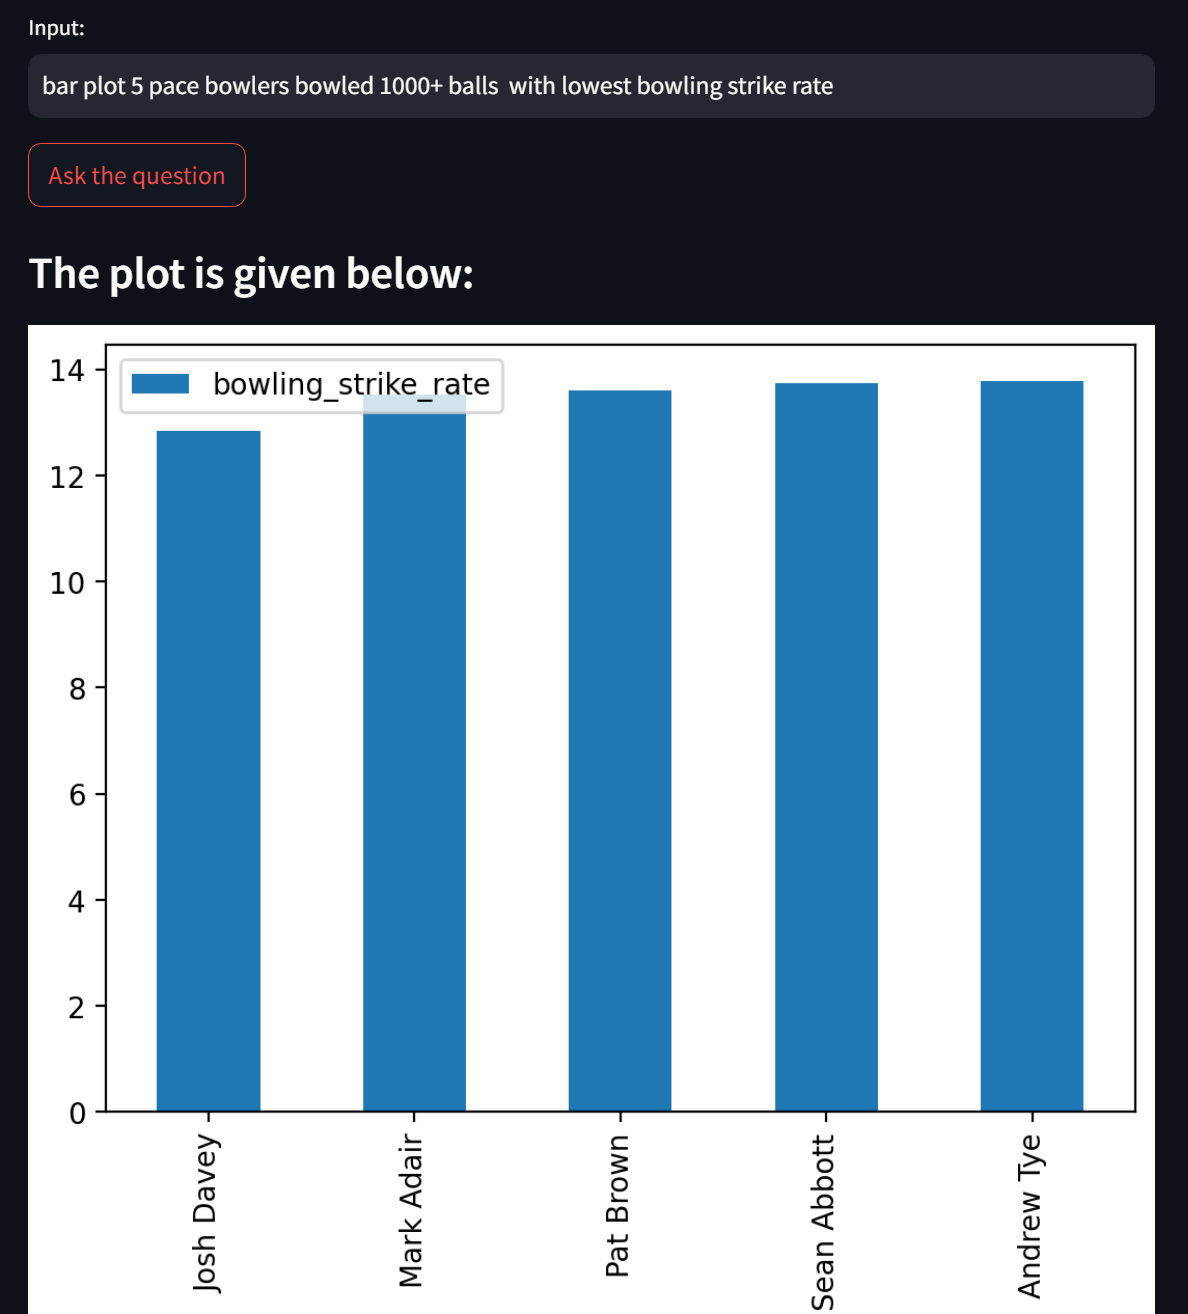 Input:
bar plot 5 pace bowlers bowled 1000+ balls  with lowest bowling strike rate
Ask the question
The plot is given below:
bowling_strike_rate
14
12
10
8
6
4
2
0
Josh Davey
Mark Adair
Pat Brown
Sean Abbott
Andrew Tye